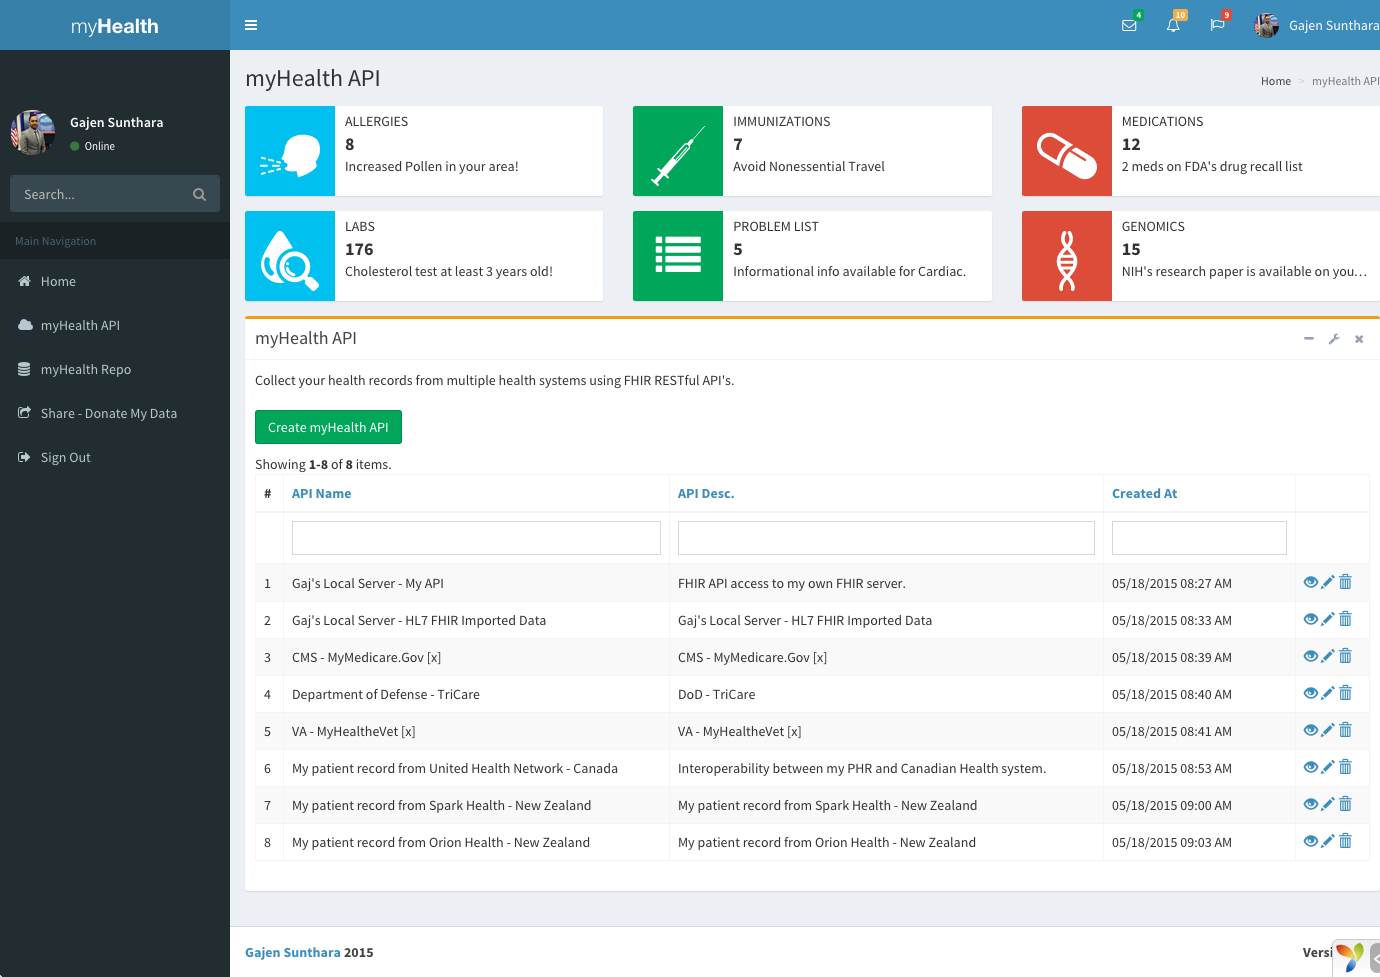 myHealth
4
10
9
Gajen Sunthara
Gajen Sunthara
Online
Search...
Main Navigation
Home
myHealth API
myHealth Repo
Share - Donate My Data
Sign Out
myHealth API
Home > myHealth API
ALLERGIES
8
Increased Pollen in your area!
IMMUNIZATIONS
7
Avoid Nonessential Travel
MEDICATIONS
12
2 meds on FDA's drug recall list
LABS
176
Cholesterol test at least 3 years old!
PROBLEM LIST
5
Informational info available for Cardiac.
GENOMICS
15
NIH's research paper is available on you...
myHealth API
Collect your health records from multiple health systems using FHIR RESTful API's.
Create myHealth API
Showing 1-8 of 8 items.
# API Name API Desc. Created At
1 Gaj's Local Server - My API FHIR API access to my own FHIR server. 05/18/2015 08:27 AM
2 Gaj's Local Server - HL7 FHIR Imported Data Gaj's Local Server - HL7 FHIR Imported Data 05/18/2015 08:33 AM
3 CMS - MyMedicare.Gov [x] CMS - MyMedicare.Gov [x] 05/18/2015 08:39 AM
4 Department of Defense - TriCare DoD - TriCare 05/18/2015 08:40 AM
5 VA - MyHealtheVet [x] VA - MyHealtheVet [x] 05/18/2015 08:41 AM
6 My patient record from United Health Network - Canada Interoperability between my PHR and Canadian Health system. 05/18/2015 08:53 AM
7 My patient record from Spark Health - New Zealand My patient record from Spark Health - New Zealand 05/18/2015 09:00 AM
8 My patient record from Orion Health - New Zealand My patient record from Orion Health - New Zealand 05/18/2015 09:03 AM
Gajen Sunthara 2015
Versi